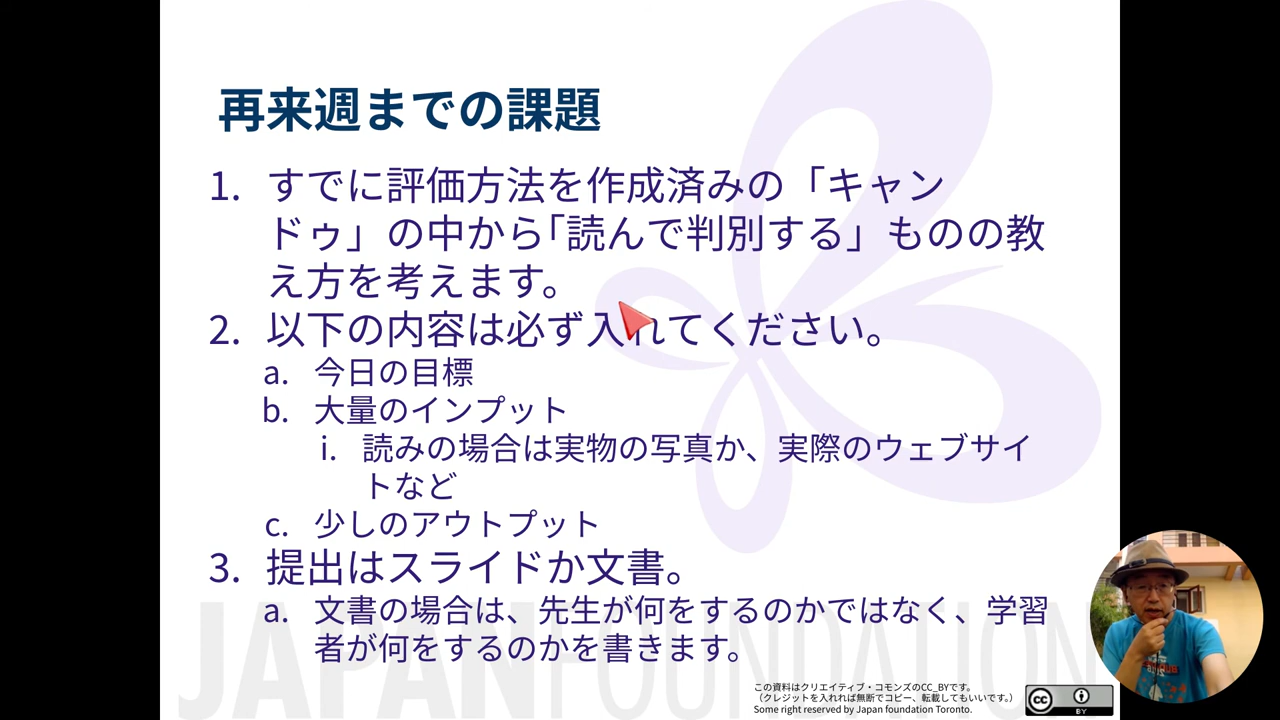 再来週までの課題
1. すでに評価方法を作成済みの「キャン
ドゥ」の中から｢読んで判別する」ものの教
え方を考えます。
2. 以下の内容は必ず入れてください。
a. 今日の目標
b. 大量のインプット
i. 読みの場合は実物の写真か、実際のウェブサイ
トなど
c. 少しのアウトプット
3. 提出はスライドか文書。
a. 文書の場合は、先生が何をするのかではなく、学習
者が何をするのかを書きます。
JAPAN FOUNDATION
この資料はクリエイティブ・コモンズのCC_BYです。
（クレジットを入れれば無断でコピー、転載してもいいです。）
Some right reserved by Japan foundation Toronto.
cc
BY